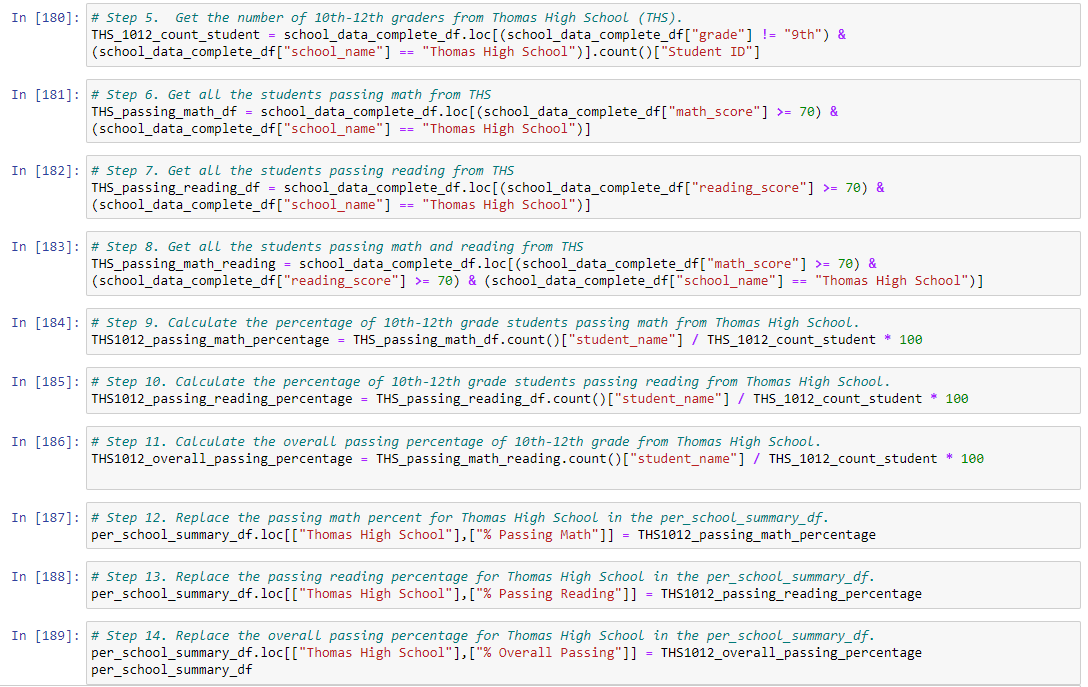 In [180]: # Step 5.  Get the number of 10th-12th graders from Thomas High School (THS).
THS_1012_count_student = school_data_complete_df.loc[(school_data_complete_df["grade"] != "9th") &
(school_data_complete_df["school_name"] == "Thomas High School")].count()["Student ID"]
In [181]: # Step 6. Get all the students passing math from THS
THS_passing_math_df = school_data_complete_df.loc[(school_data_complete_df["math_score"] >= 70) &
(school_data_complete_df["school_name"] == "Thomas High School")]
In [182]: # Step 7. Get all the students passing reading from THS
THS_passing_reading_df = school_data_complete_df.loc[(school_data_complete_df["reading_score"] >= 70) &
(school_data_complete_df["school_name"] == "Thomas High School")]
In [183]: # Step 8. Get all the students passing math and reading from THS
THS_passing_math_reading = school_data_complete_df.loc[(school_data_complete_df["math_score"] >= 70) &
(school_data_complete_df["reading_score"] >= 70) & (school_data_complete_df["school_name"] == "Thomas High School")]
In [184]: # Step 9. Calculate the percentage of 10th-12th grade students passing math from Thomas High School.
THS1012_passing_math_percentage = THS_passing_math_df.count()["student_name"] / THS_1012_count_student * 100
In [185]: # Step 10. Calculate the percentage of 10th-12th grade students passing reading from Thomas High School.
THS1012_passing_reading_percentage = THS_passing_reading_df.count()["student_name"] / THS_1012_count_student * 100
In [186]: # Step 11. Calculate the overall passing percentage of 10th-12th grade from Thomas High School.
THS1012_overall_passing_percentage = THS_passing_math_reading.count()["student_name"] / THS_1012_count_student * 100
In [187]: # Step 12. Replace the passing math percent for Thomas High School in the per_school_summary_df.
per_school_summary_df.loc[["Thomas High School"],["% Passing Math"]] = THS1012_passing_math_percentage
In [188]: # Step 13. Replace the passing reading percentage for Thomas High School in the per_school_summary_df.
per_school_summary_df.loc[["Thomas High School"],["% Passing Reading"]] = THS1012_passing_reading_percentage
In [189]: # Step 14. Replace the overall passing percentage for Thomas High School in the per_school_summary_df.
per_school_summary_df.loc[["Thomas High School"],["% Overall Passing"]] = THS1012_overall_passing_percentage
per_school_summary_df